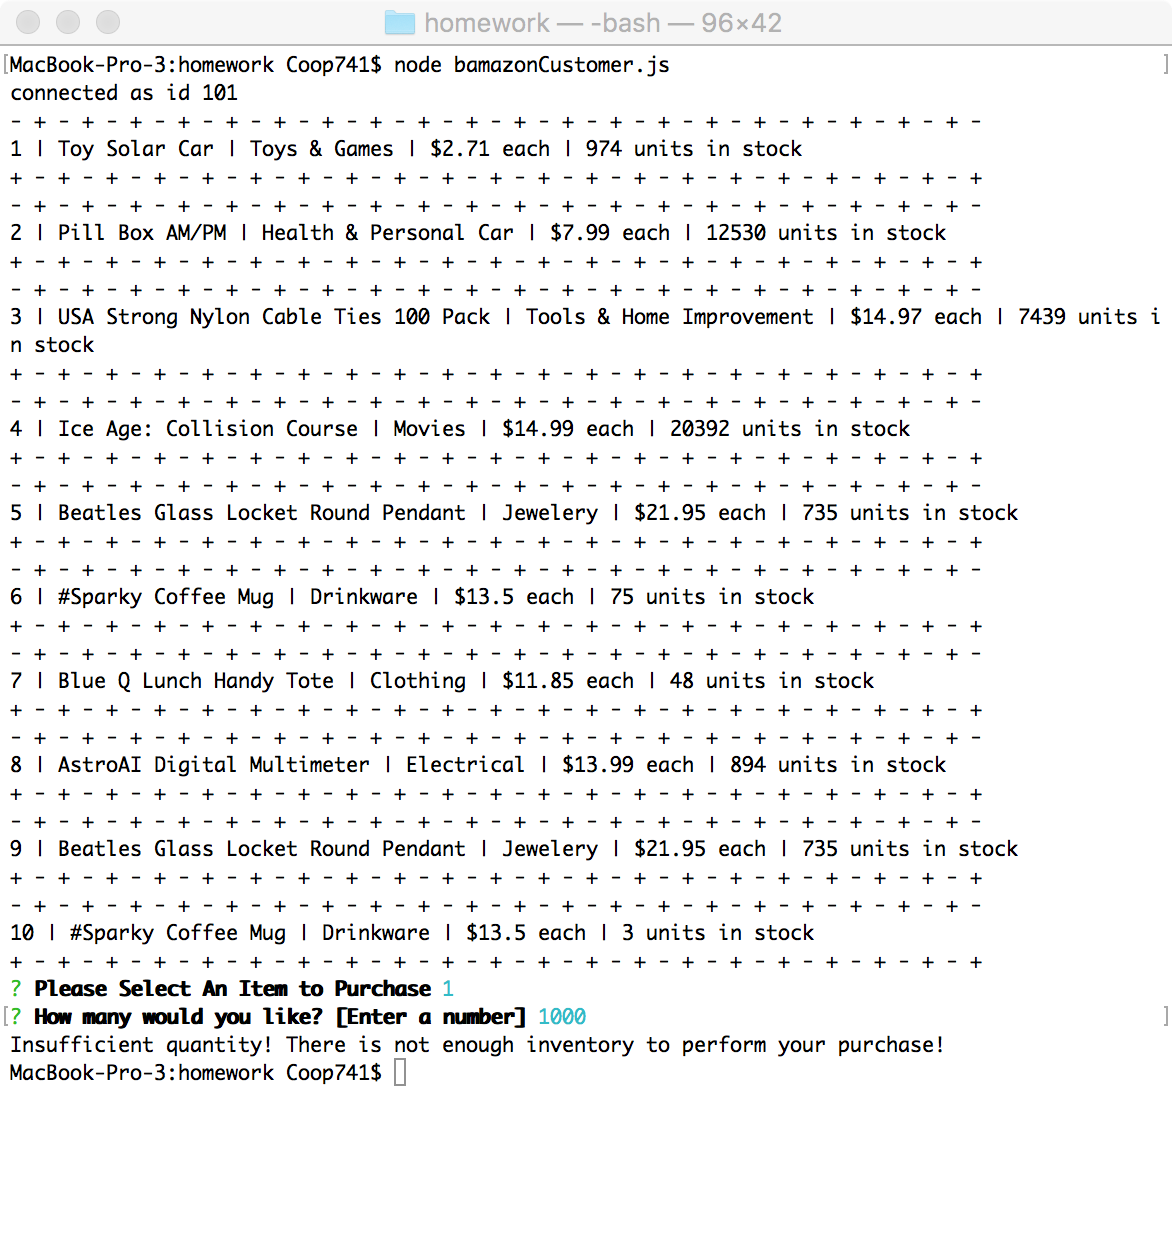 homework — -bash — 96×42
[MacBook-Pro-3:homework Coop741$ node bamazonCustomer.js ]
connected as id 101
- + - + - + - + - + - + - + - + - + - + - + - + - + - + - + - + - + - + - + - + -
1 | Toy Solar Car | Toys & Games | $2.71 each | 974 units in stock
+ - + - + - + - + - + - + - + - + - + - + - + - + - + - + - + - + - + - + - + - +
- + - + - + - + - + - + - + - + - + - + - + - + - + - + - + - + - + - + - + - + -
2 | Pill Box AM/PM | Health & Personal Car | $7.99 each | 12530 units in stock
+ - + - + - + - + - + - + - + - + - + - + - + - + - + - + - + - + - + - + - + - +
- + - + - + - + - + - + - + - + - + - + - + - + - + - + - + - + - + - + - + - + -
3 | USA Strong Nylon Cable Ties 100 Pack | Tools & Home Improvement | $14.97 each | 7439 units i
n stock
+ - + - + - + - + - + - + - + - + - + - + - + - + - + - + - + - + - + - + - + - +
- + - + - + - + - + - + - + - + - + - + - + - + - + - + - + - + - + - + - + - + -
4 | Ice Age: Collision Course | Movies | $14.99 each | 20392 units in stock
+ - + - + - + - + - + - + - + - + - + - + - + - + - + - + - + - + - + - + - + - +
- + - + - + - + - + - + - + - + - + - + - + - + - + - + - + - + - + - + - + - + -
5 | Beatles Glass Locket Round Pendant | Jewelery | $21.95 each | 735 units in stock
+ - + - + - + - + - + - + - + - + - + - + - + - + - + - + - + - + - + - + - + - +
- + - + - + - + - + - + - + - + - + - + - + - + - + - + - + - + - + - + - + - + -
6 | #Sparky Coffee Mug | Drinkware | $13.5 each | 75 units in stock
+ - + - + - + - + - + - + - + - + - + - + - + - + - + - + - + - + - + - + - + - +
- + - + - + - + - + - + - + - + - + - + - + - + - + - + - + - + - + - + - + - + -
7 | Blue Q Lunch Handy Tote | Clothing | $11.85 each | 48 units in stock
+ - + - + - + - + - + - + - + - + - + - + - + - + - + - + - + - + - + - + - + - +
- + - + - + - + - + - + - + - + - + - + - + - + - + - + - + - + - + - + - + - + -
8 | AstroAI Digital Multimeter | Electrical | $13.99 each | 894 units in stock
+ - + - + - + - + - + - + - + - + - + - + - + - + - + - + - + - + - + - + - + - +
- + - + - + - + - + - + - + - + - + - + - + - + - + - + - + - + - + - + - + - + -
9 | Beatles Glass Locket Round Pendant | Jewelery | $21.95 each | 735 units in stock
+ - + - + - + - + - + - + - + - + - + - + - + - + - + - + - + - + - + - + - + - +
- + - + - + - + - + - + - + - + - + - + - + - + - + - + - + - + - + - + - + - + -
10 | #Sparky Coffee Mug | Drinkware | $13.5 each | 3 units in stock
+ - + - + - + - + - + - + - + - + - + - + - + - + - + - + - + - + - + - + - + - +
? Please Select An Item to Purchase 1
[? How many would you like? [Enter a number] 1000 ]
Insufficient quantity! There is not enough inventory to perform your purchase!
MacBook-Pro-3:homework Coop741$